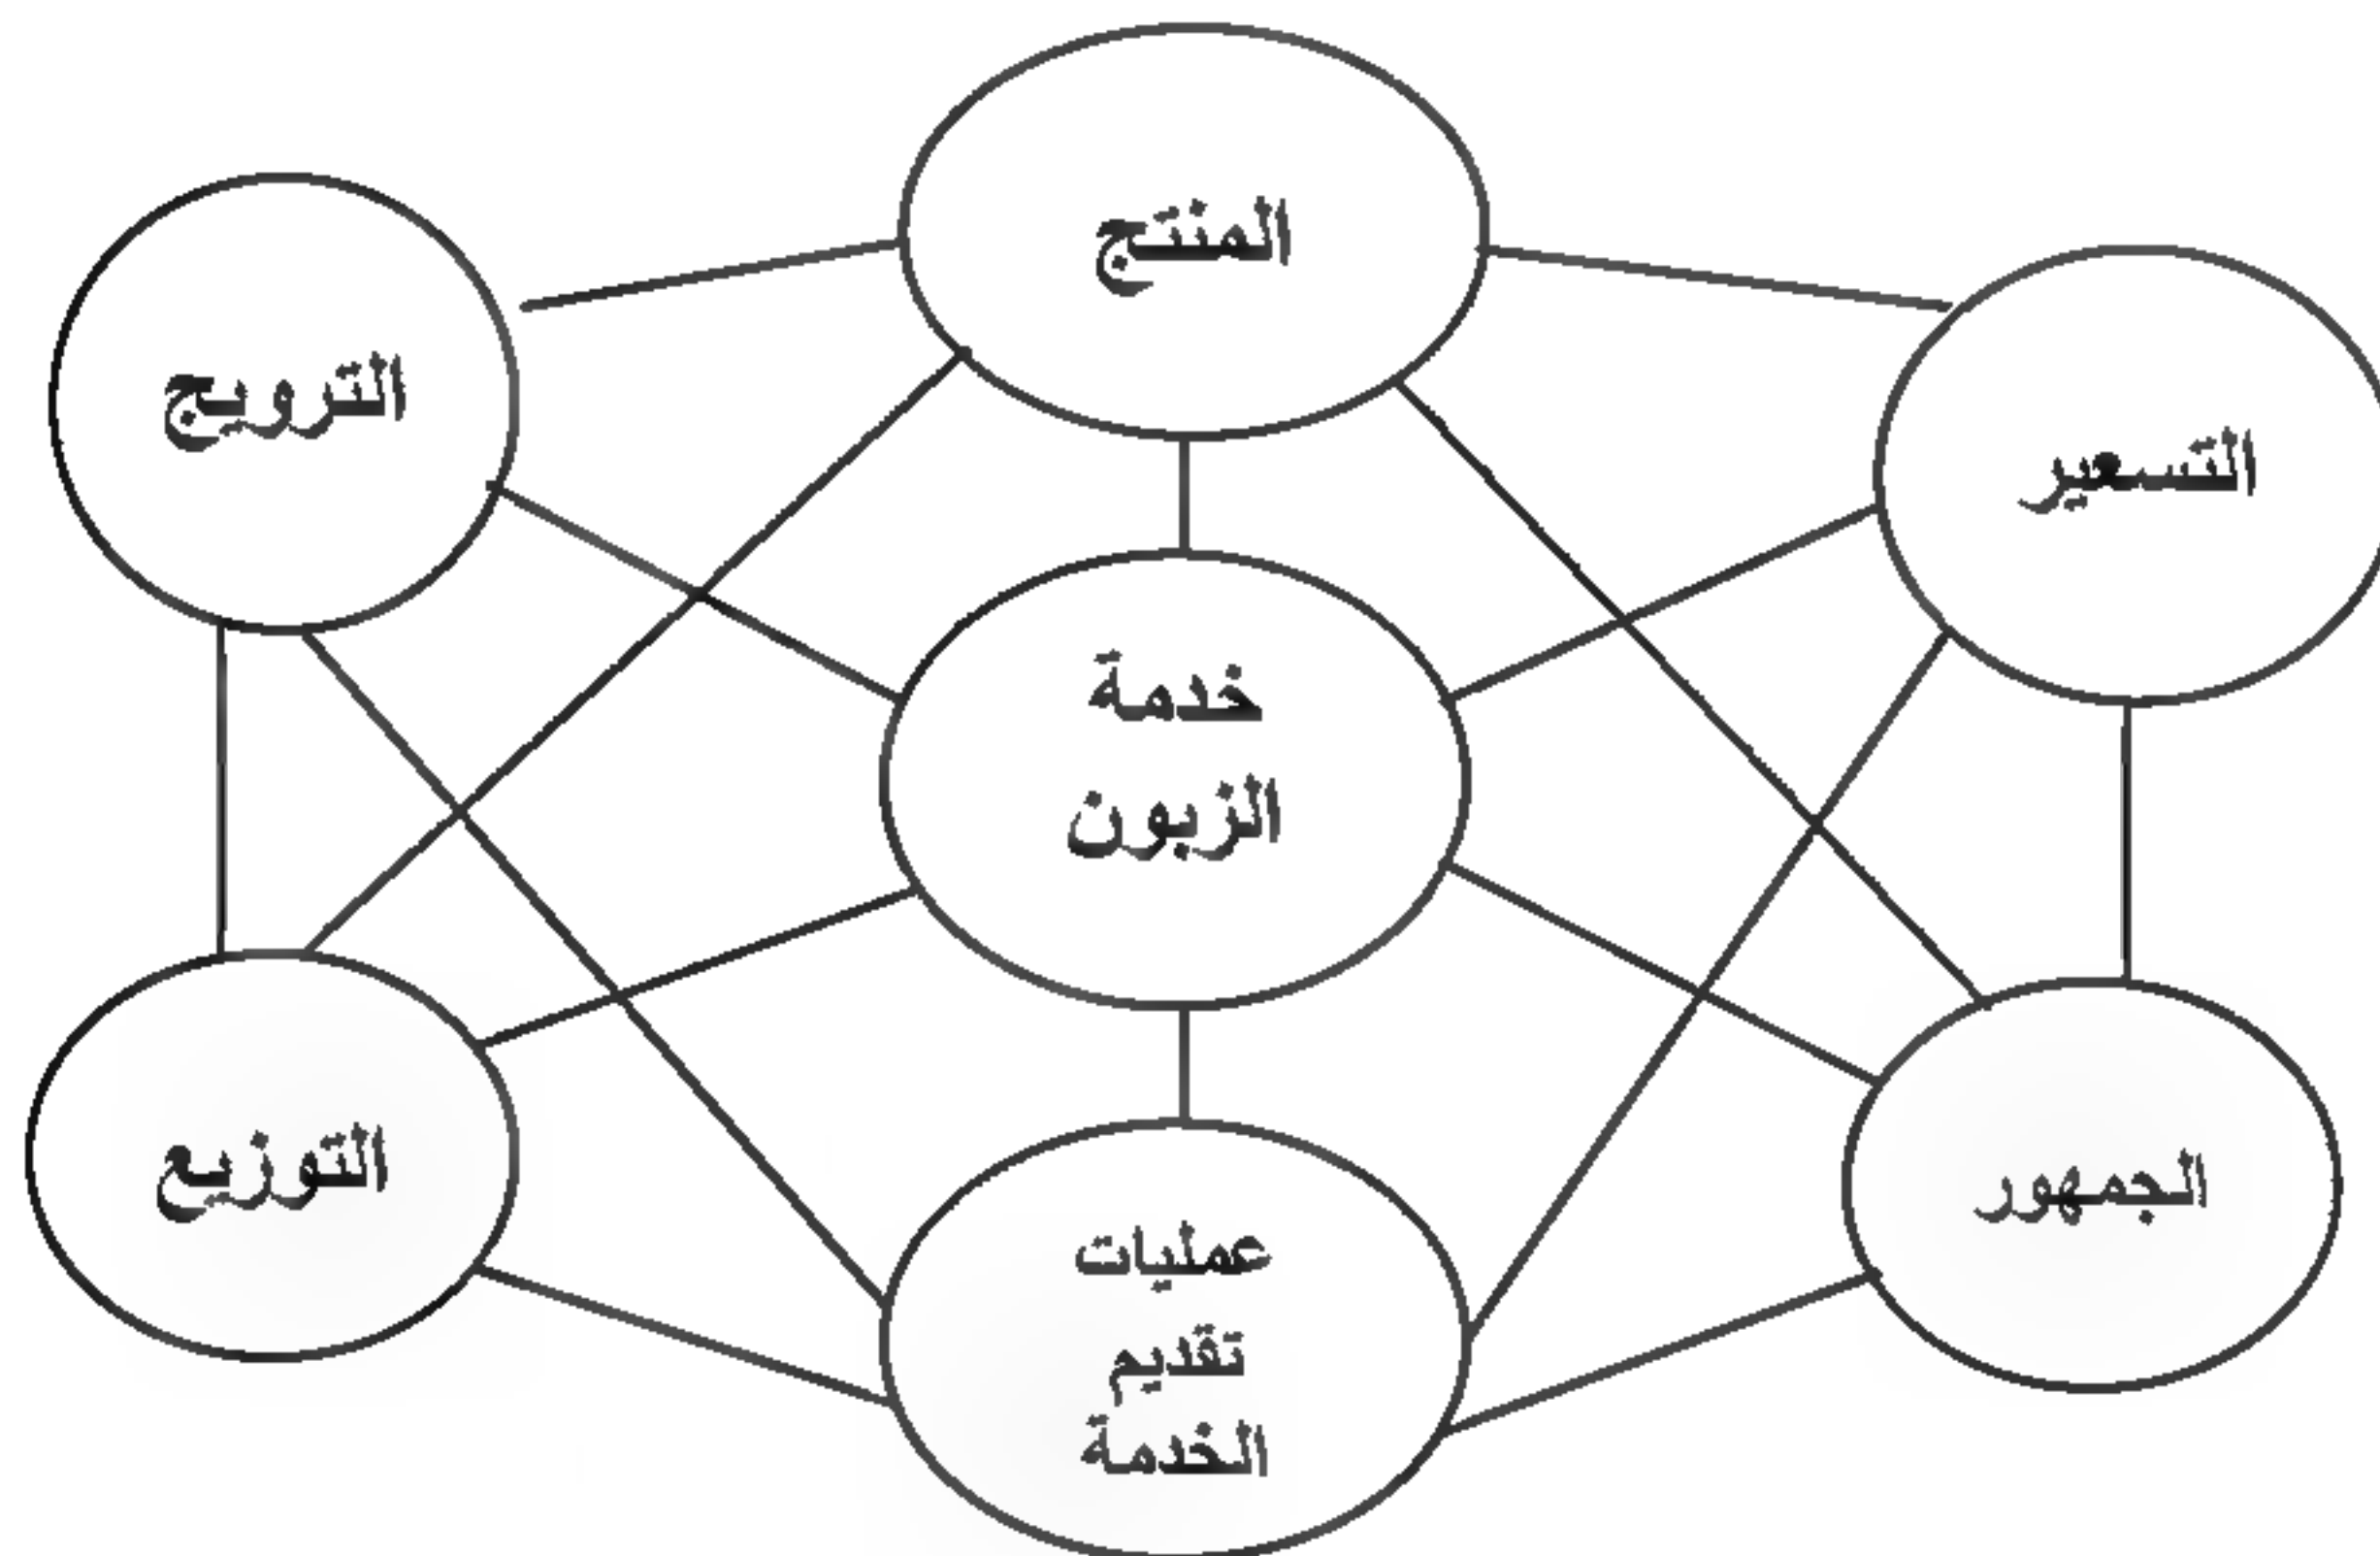 المنتج
الترويج
التسعير
خدمة
الزبون
التوزيع
الجمهور
عمليات
تقديم
الخدمة